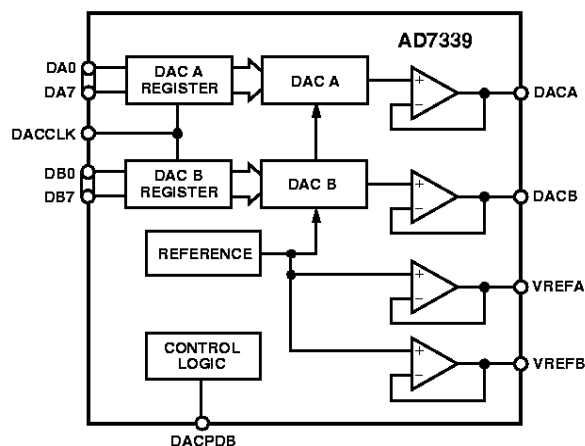 AD7339
DA0
DA7
DAC A
REGISTER
DAC A
+
−
DACA
DACCLK
DB0
DB7
DAC B
REGISTER
DAC B
+
−
DACB
REFERENCE
+
−
VREFA
CONTROL
LOGIC
+
−
VREFB
DACPDB